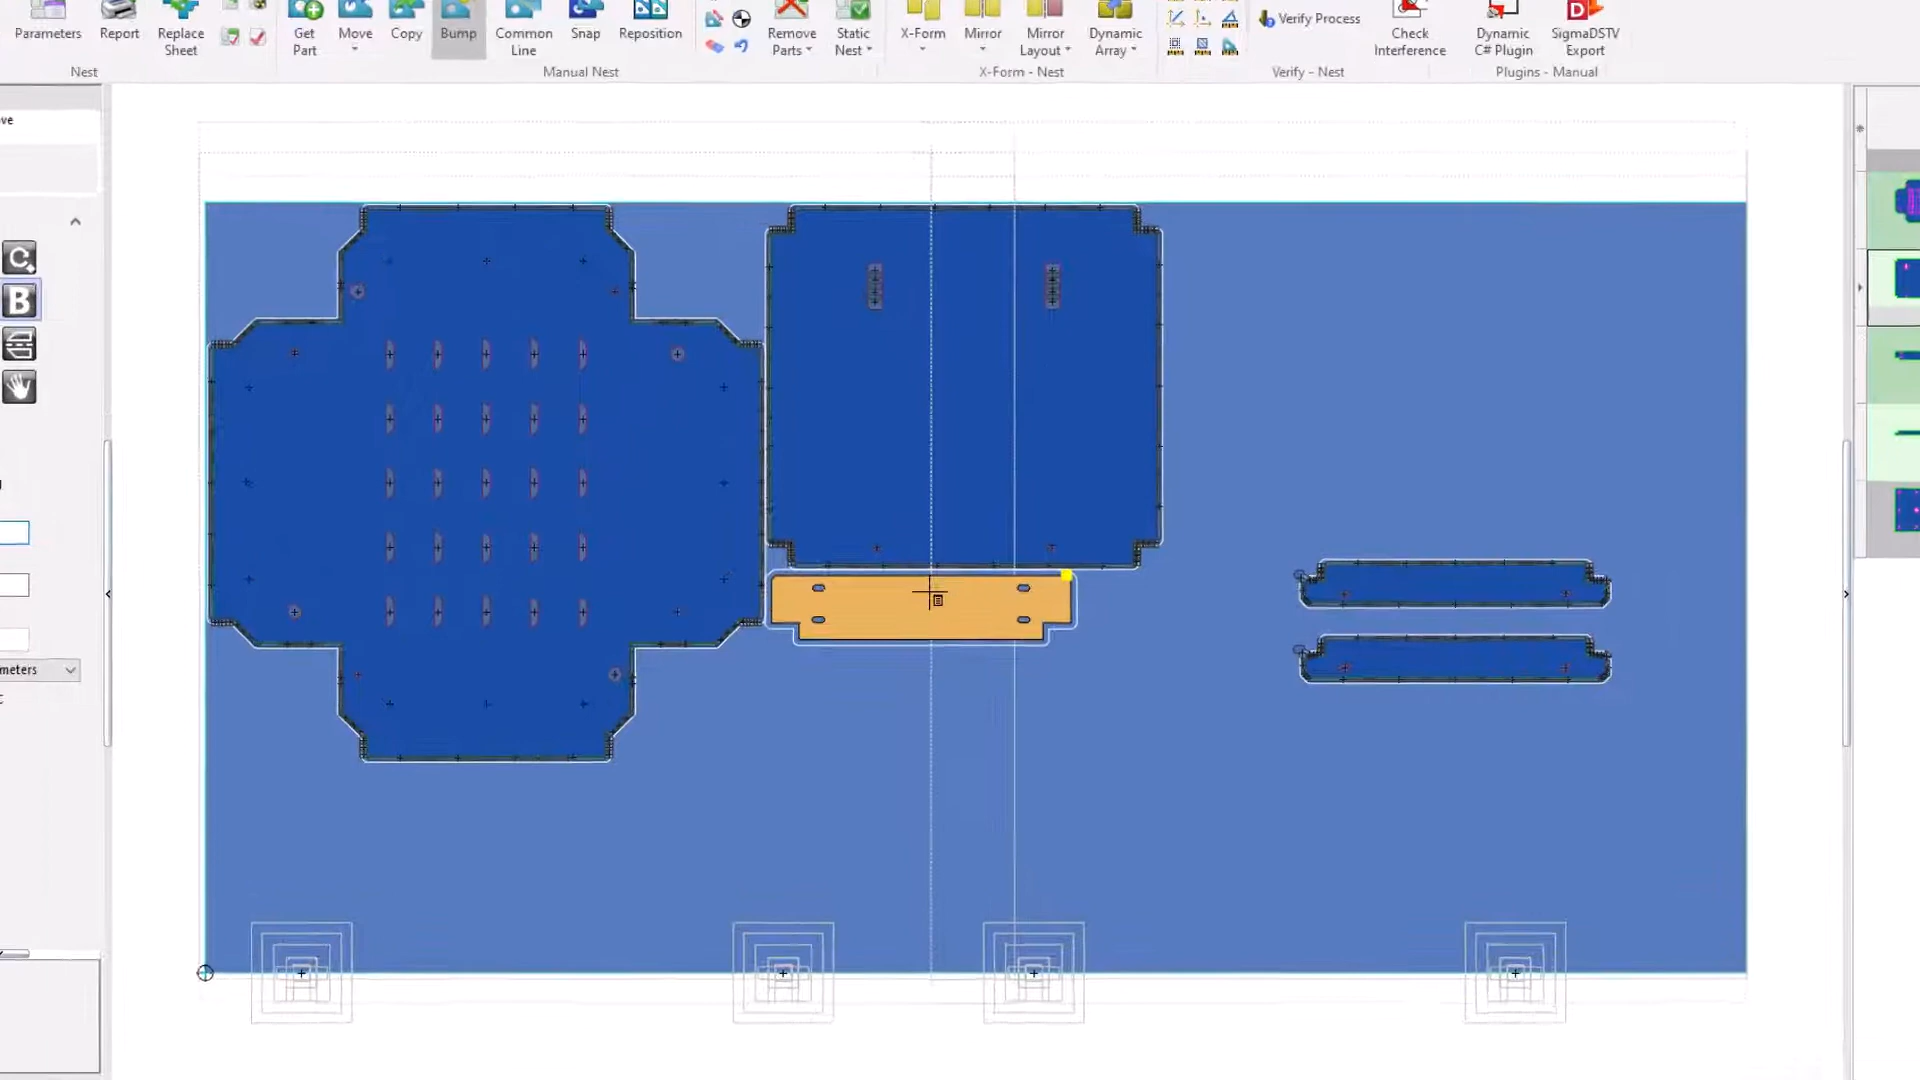 Parameters
Report
Replace
Sheet
Get
Part
Move
Copy
Bump
Common
Line
Snap
Reposition
Remove
Parts
Static
Nest
X-Form
Mirror
Mirror
Layout
Dynamic
Array
Verify Process
Check
Interference
Dynamic
C# Plugin
SigmaDSTV
Export
Nest
Manual Nest
X-Form - Nest
Verify - Nest
Plugins - Manual
ve
C
B
meters
D